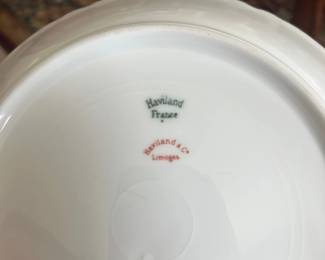 Haviland
France
Haviland & Co
Limoges